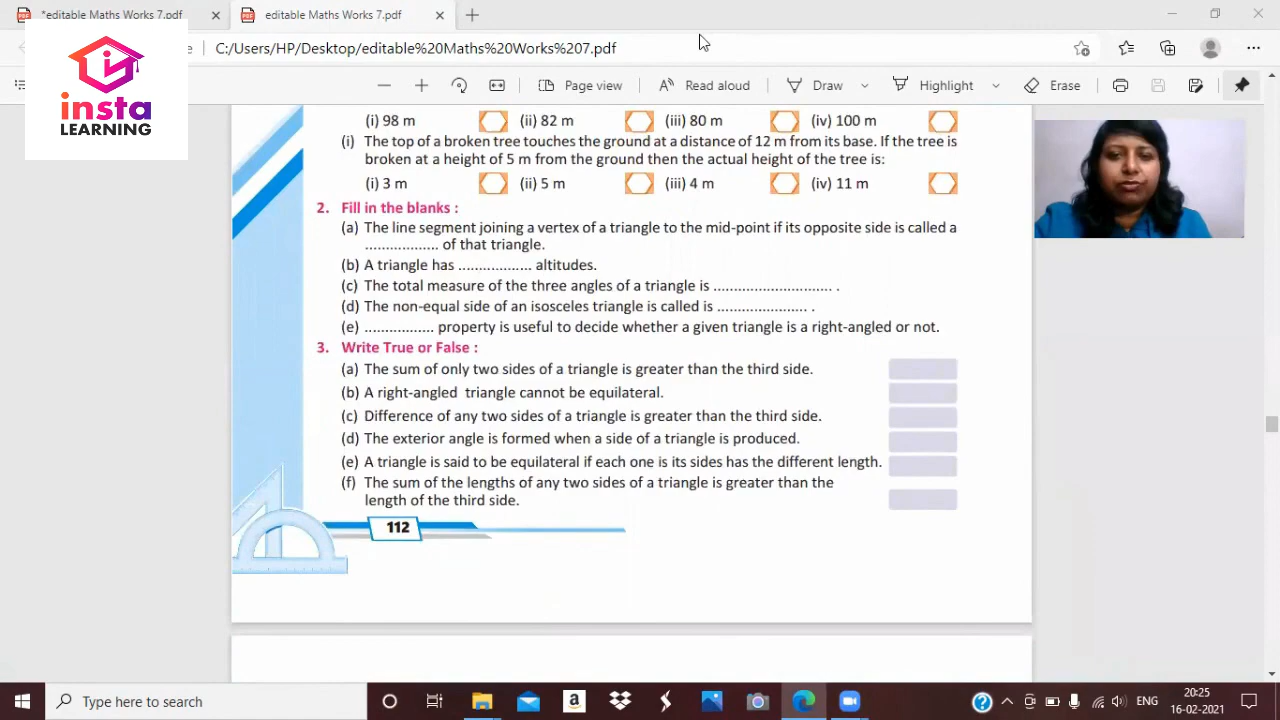 *editable Maths Works 7.pdf
editable Maths Works 7.pdf
C:/Users/HP/Desktop/editable%20Maths%20Works%207.pdf
insta
LEARNING
Page view
Read aloud
Draw
Highlight
Erase
(i) 98 m (ii) 82 m (iii) 80 m (iv) 100 m
(i) The top of a broken tree touches the ground at a distance of 12 m from its base. If the tree is
broken at a height of 5 m from the ground then the actual height of the tree is:
(i) 3 m (ii) 5 m (iii) 4 m (iv) 11 m
2. Fill in the blanks :
(a) The line segment joining a vertex of a triangle to the mid-point if its opposite side is called a
.................. of that triangle.
(b) A triangle has .................. altitudes.
(c) The total measure of the three angles of a triangle is ............................. .
(d) The non-equal side of an isosceles triangle is called is ...................... .
(e) ................. property is useful to decide whether a given triangle is a right-angled or not.
3. Write True or False :
(a) The sum of only two sides of a triangle is greater than the third side.
(b) A right-angled triangle cannot be equilateral.
(c) Difference of any two sides of a triangle is greater than the third side.
(d) The exterior angle is formed when a side of a triangle is produced.
(e) A triangle is said to be equilateral if each one is its sides has the different length.
(f) The sum of the lengths of any two sides of a triangle is greater than the
length of the third side.
112
Type here to search
ENG
20:25
16-02-2021